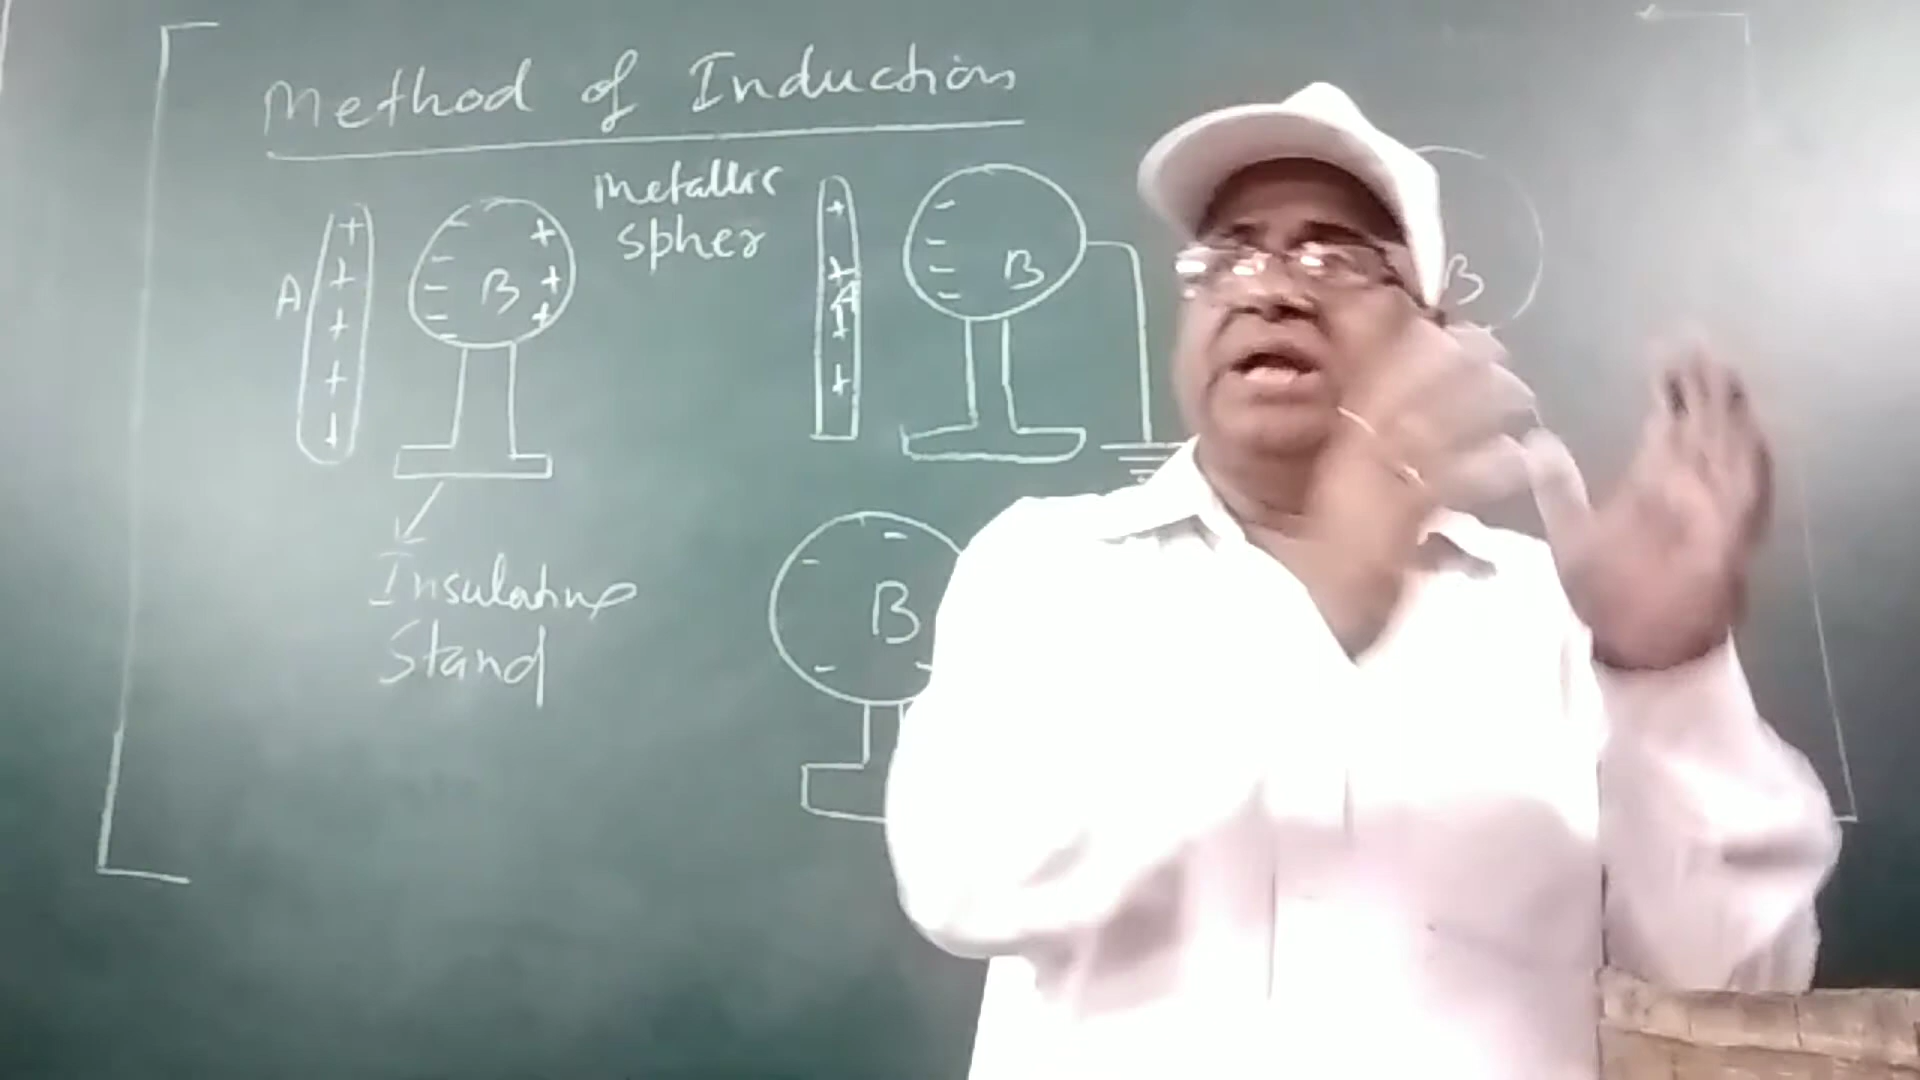 Method of Induction
Metallic
spher
A
B
A
B
B
Insulating
Stand
B